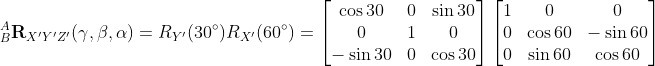 $^{A}_{B}\mathbf{R}_{X'Y'Z'}(\gamma,\beta,\alpha) = R_{Y'}(30^\circ)R_{X'}(60^\circ) = \begin{bmatrix} \cos 30 & 0 & \sin 30 \\ 0 & 1 & 0 \\ -\sin 30 & 0 & \cos 30 \end{bmatrix} \begin{bmatrix} 1 & 0 & 0 \\ 0 & \cos 60 & -\sin 60 \\ 0 & \sin 60 & \cos 60 \end{bmatrix}$